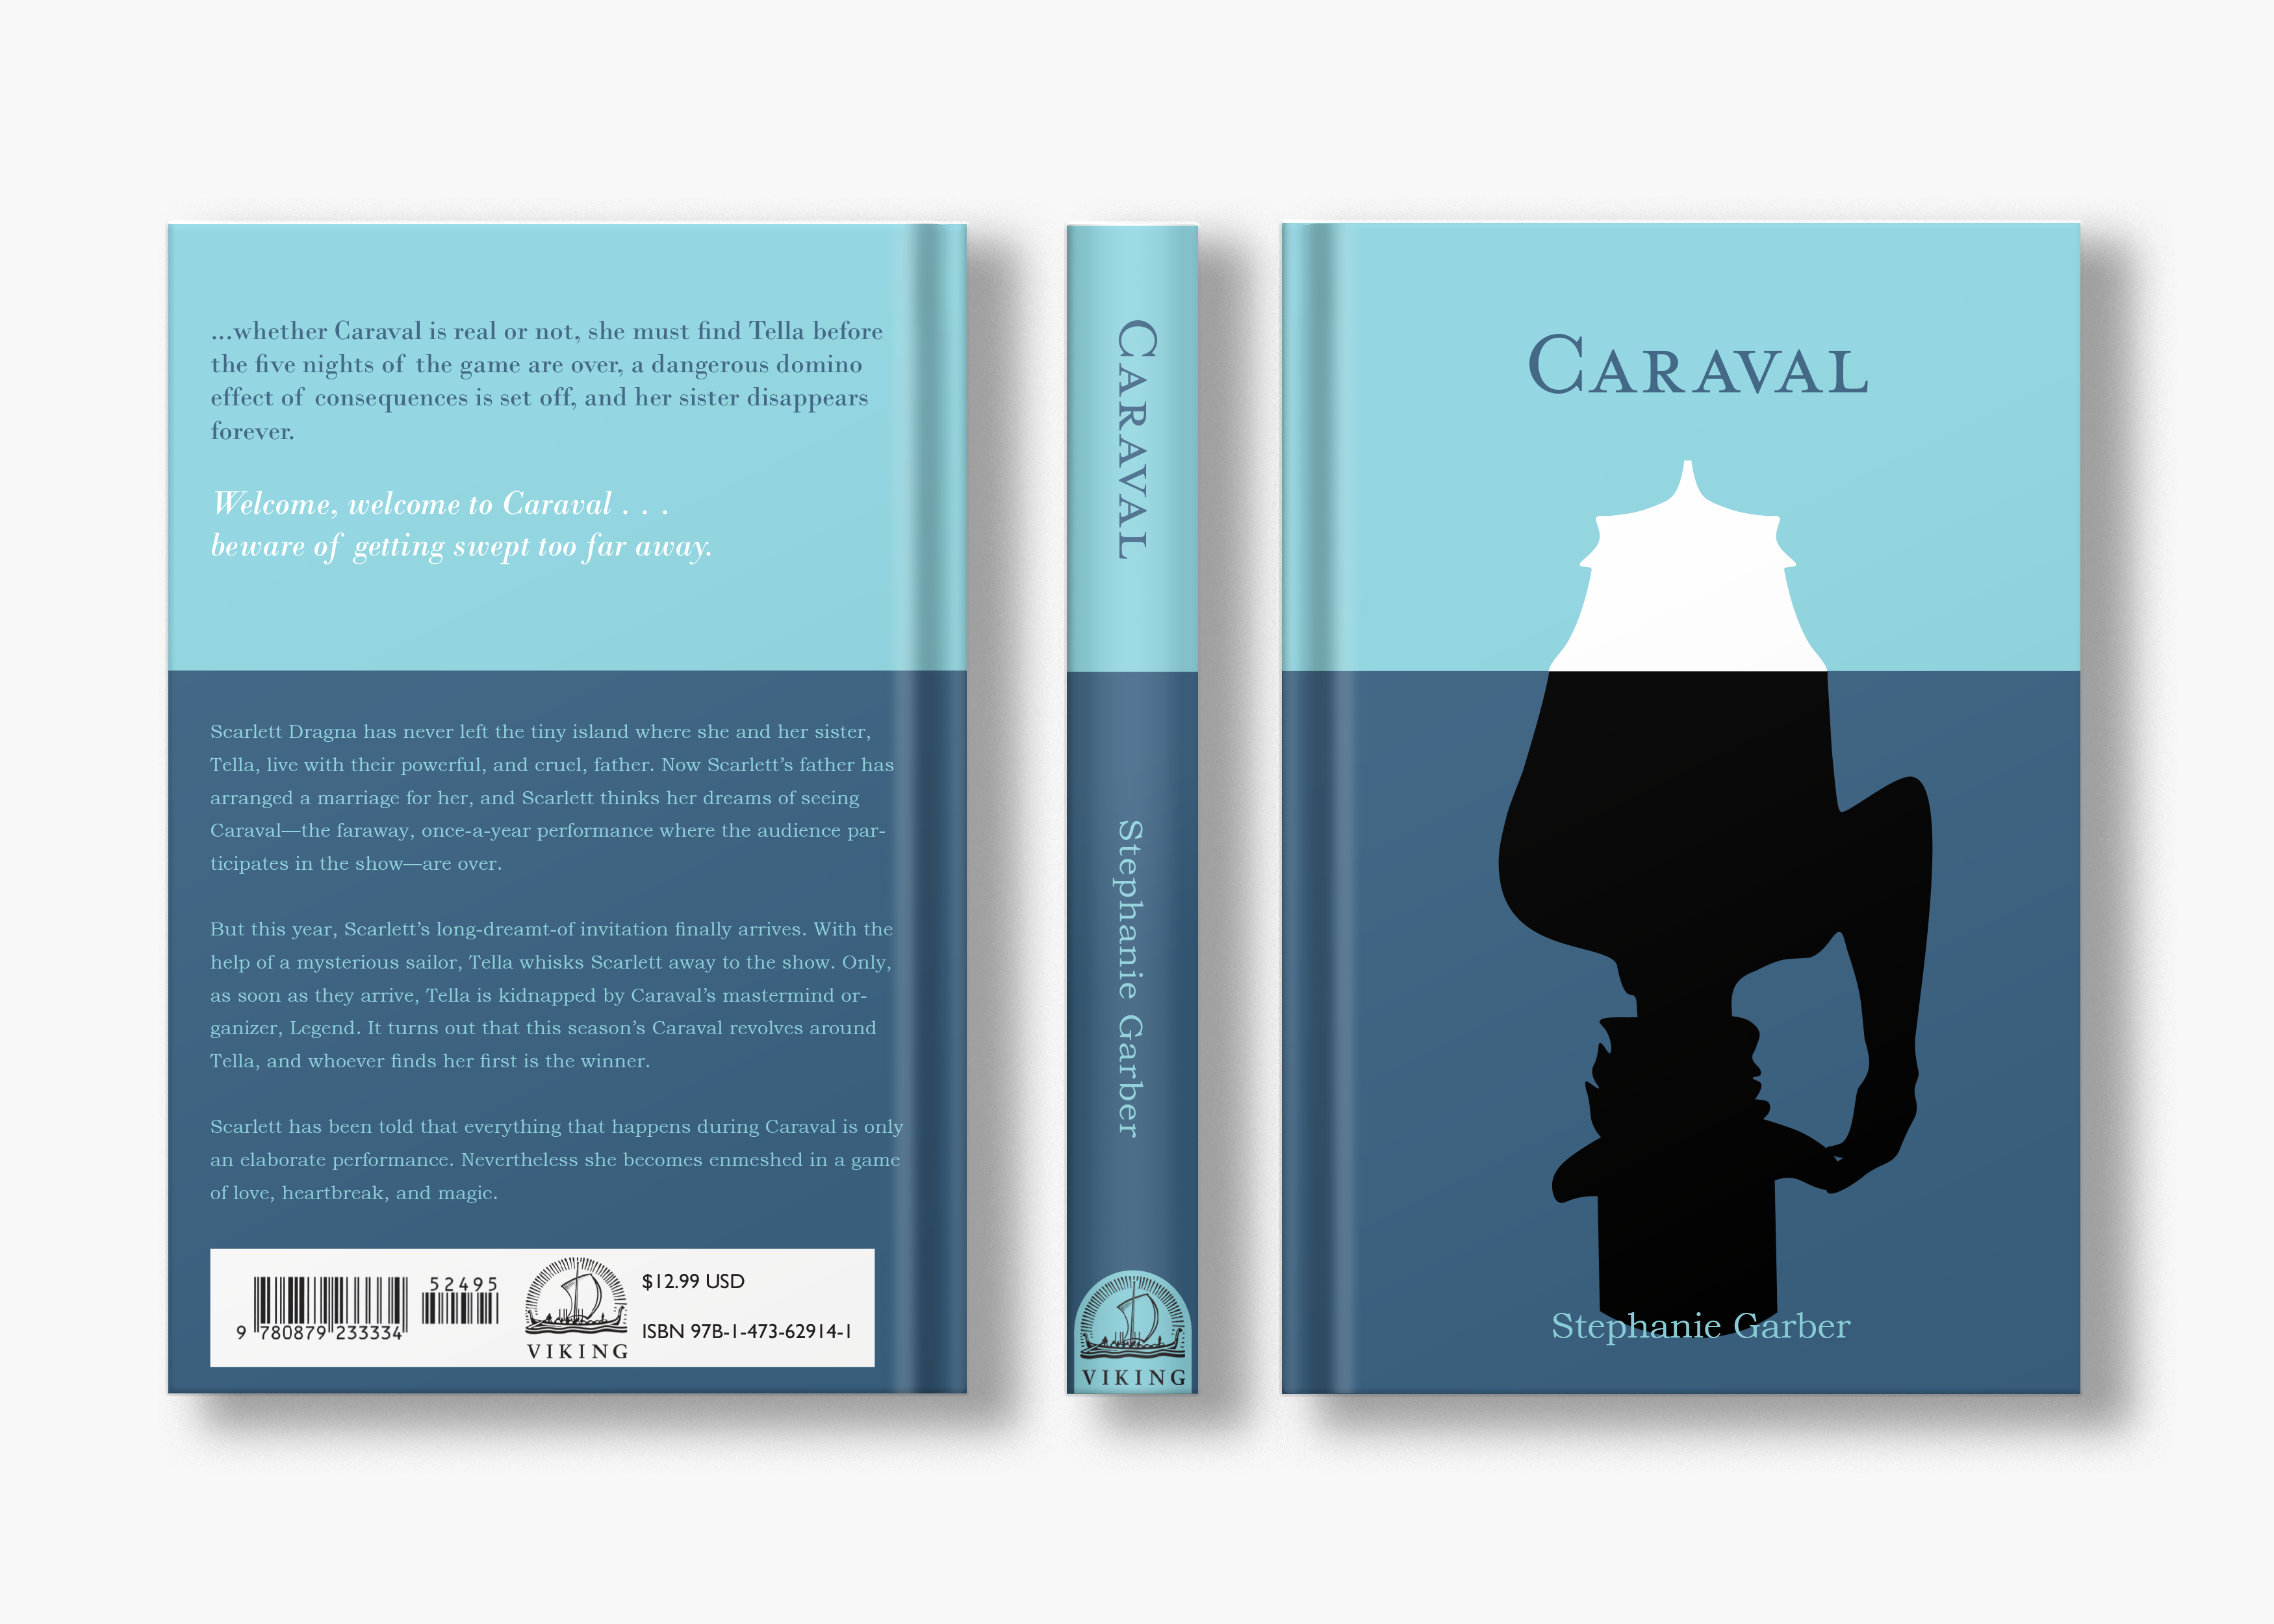 ...whether Caraval is real or not, she must find Tella before
the five nights of the game are over, a dangerous domino
effect of consequences is set off, and her sister disappears
forever.
Welcome, welcome to Caraval . . .
beware of getting swept too far away.
Scarlett Dragna has never left the tiny island where she and her sister,
Tella, live with their powerful, and cruel, father. Now Scarlett’s father has
arranged a marriage for her, and Scarlett thinks her dreams of seeing
Caraval—the faraway, once-a-year performance where the audience par-
ticipates in the show—are over.
But this year, Scarlett’s long-dreamt-of invitation finally arrives. With the
help of a mysterious sailor, Tella whisks Scarlett away to the show. Only,
as soon as they arrive, Tella is kidnapped by Caraval’s mastermind or-
ganizer, Legend. It turns out that this season’s Caraval revolves around
Tella, and whoever finds her first is the winner.
Scarlett has been told that everything that happens during Caraval is only
an elaborate performance. Nevertheless she becomes enmeshed in a game
of love, heartbreak, and magic.
52495
9 780879 233334
VIKING
$12.99 USD
ISBN 97B-1-473-62914-1
CARAVAL
Stephanie Garber
VIKING
CARAVAL
Stephanie Garber